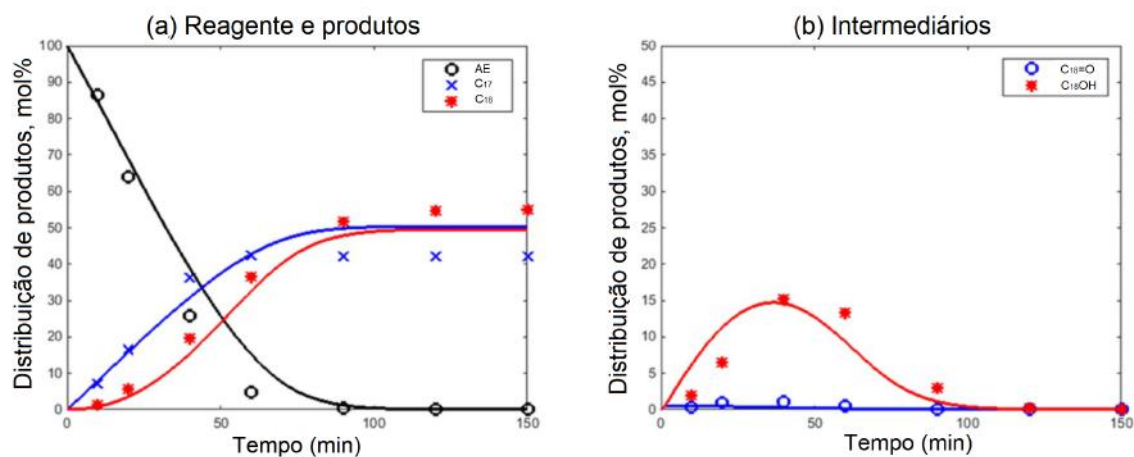 (a) Reagente e produtos
Distribuição de produtos, mol%
100
90
80
70
60
50
40
30
20
10
0
0
50
100
150
Tempo (min)
AE
C17
C18
(b) Intermediários
Distribuição de produtos, mol%
50
45
40
35
30
25
20
15
10
5
0
0
50
100
150
Tempo (min)
C18=O
C18OH